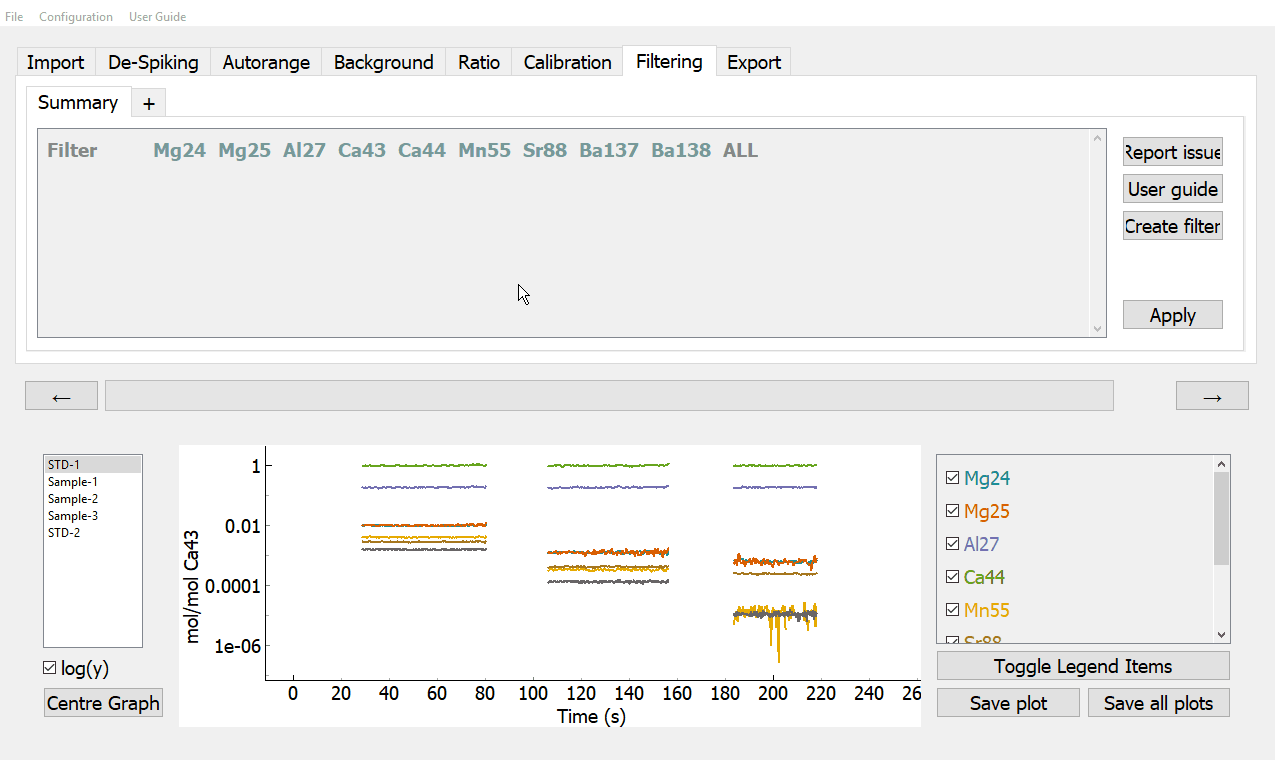 File Configuration User Guide
Import De-Spiking Autorange Background Ratio Calibration Filtering Export
Summary +
Filter Mg24 Mg25 Al27 Ca43 Ca44 Mn55 Sr88 Ba137 Ba138 ALL
Report issue
User guide
Create filter
Apply
← →
STD-1
Sample-1
Sample-2
Sample-3
STD-2
log(y)
Centre Graph
mol/mol Ca43
1
0.01
0.0001
1e-06
0 20 40 60 80 100 120 140 160 180 200 220 240 26
Time (s)
Mg24
Mg25
Al27
Ca44
Mn55
Sr88
Toggle Legend Items
Save plot Save all plots